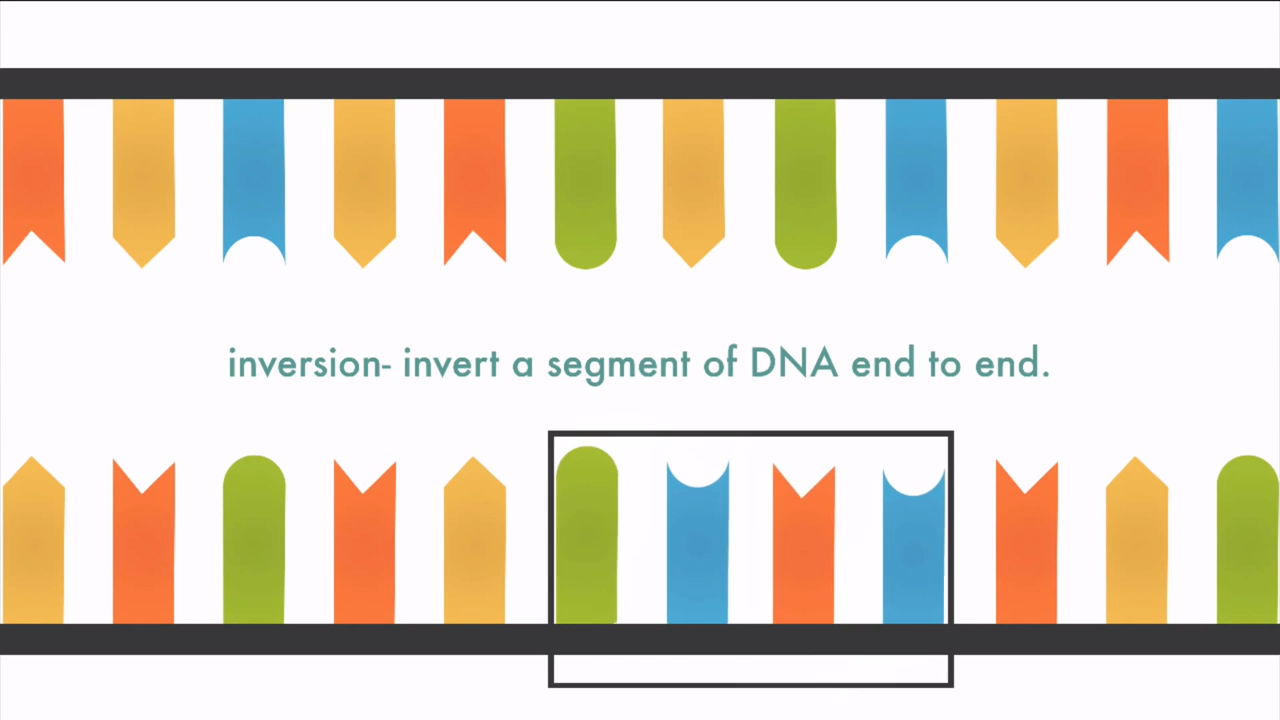 inversion- invert a segment of DNA end to end.